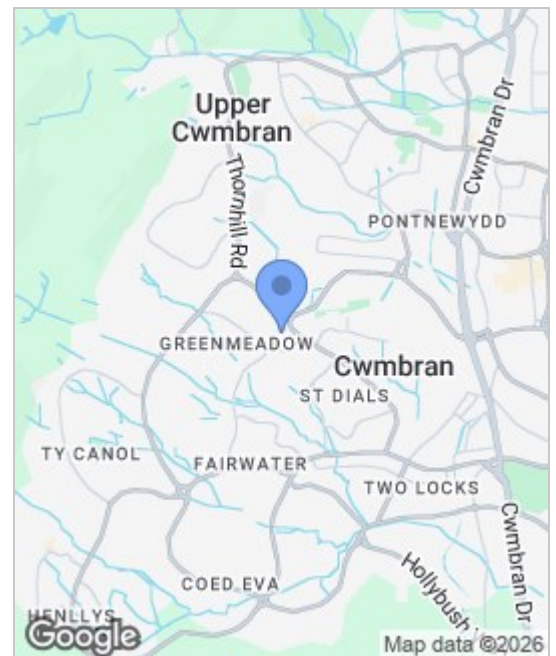 Upper
Cwmbran
Cwmbran Dr
Thornhill Rd
PONTNEWYDD
GREENMEADOW
Cwmbran
ST DIALS
TY CANOL
FAIRWATER
TWO LOCKS
Cwmbran Dr
Hollybush
COED EVA
HENLLYS
Google
Map data ©2026